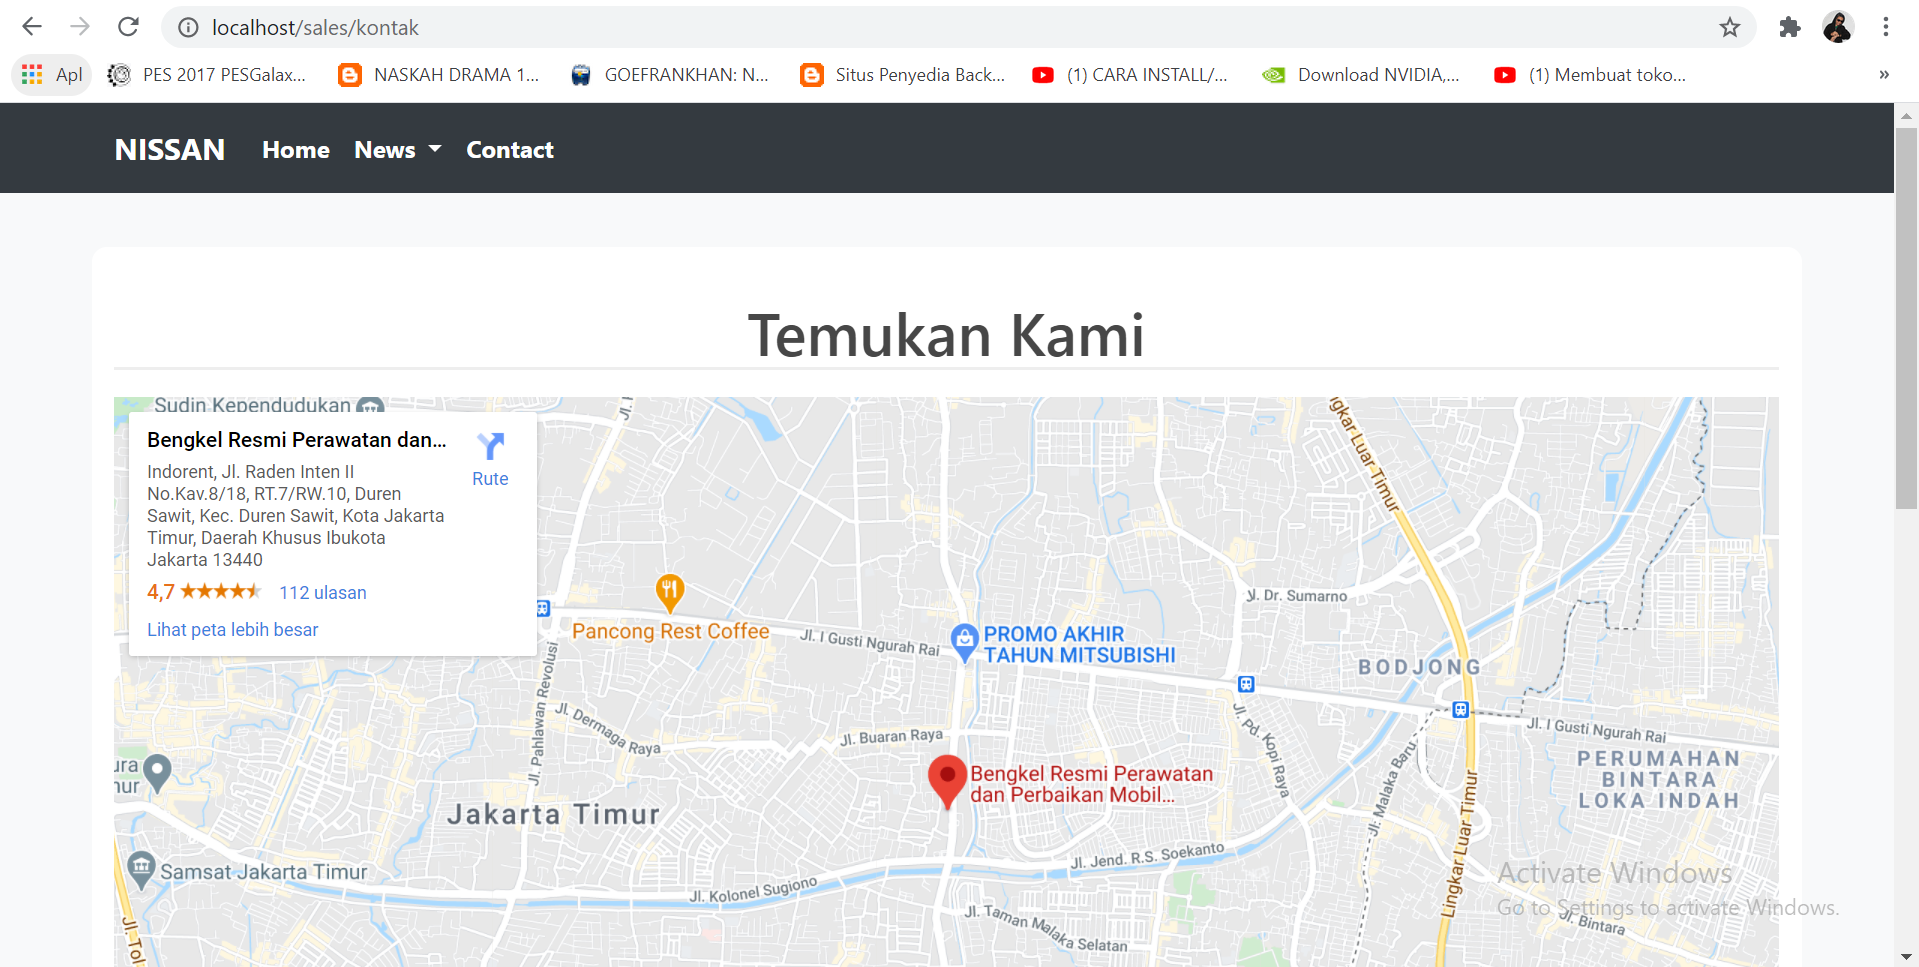 localhost/sales/kontak
Apl
PES 2017 PESGalax...
NASKAH DRAMA 1...
GOEFRANKHAN: N...
Situs Penyedia Back...
(1) CARA INSTALL/...
Download NVIDIA,...
(1) Membuat toko...
»
NISSAN
Home
News
Contact
Temukan Kami
Sudin Kependudukan
Bengkel Resmi Perawatan dan...
Indorent, Jl. Raden Inten II
No.Kav.8/18, RT.7/RW.10, Duren
Sawit, Kec. Duren Sawit, Kota Jakarta
Timur, Daerah Khusus Ibukota
Jakarta 13440
Rute
4,7
112 ulasan
Lihat peta lebih besar
Lingkar Luar Timur
Jl. Dr. Sumarno
Pancong Rest Coffee
Jl. I Gusti Ngurah Rai
PROMO AKHIR
TAHUN MITSUBISHI
BODJONG
Jl. Pahlawan Revolusi
Jl. Dermaga Raya
Jl. Buaran Raya
Jl. Pd. Kopi Raya
Jl. Malaka Baru
Jl. I Gusti Ngurah Rai
PERUMAHAN
BINTARA
LOKA INDAH
Bengkel Resmi Perawatan
dan Perbaikan Mobil...
Jakarta Timur
Lingkar Luar Timur
Jl. Jend. R.S. Soekanto
Samsat Jakarta Timur
Jl. Kolonel Sugiono
Activate Windows
Go to Settings to activate Windows.
Jl. Taman Malaka Selatan
Jl. Bintara
Jl. Tol